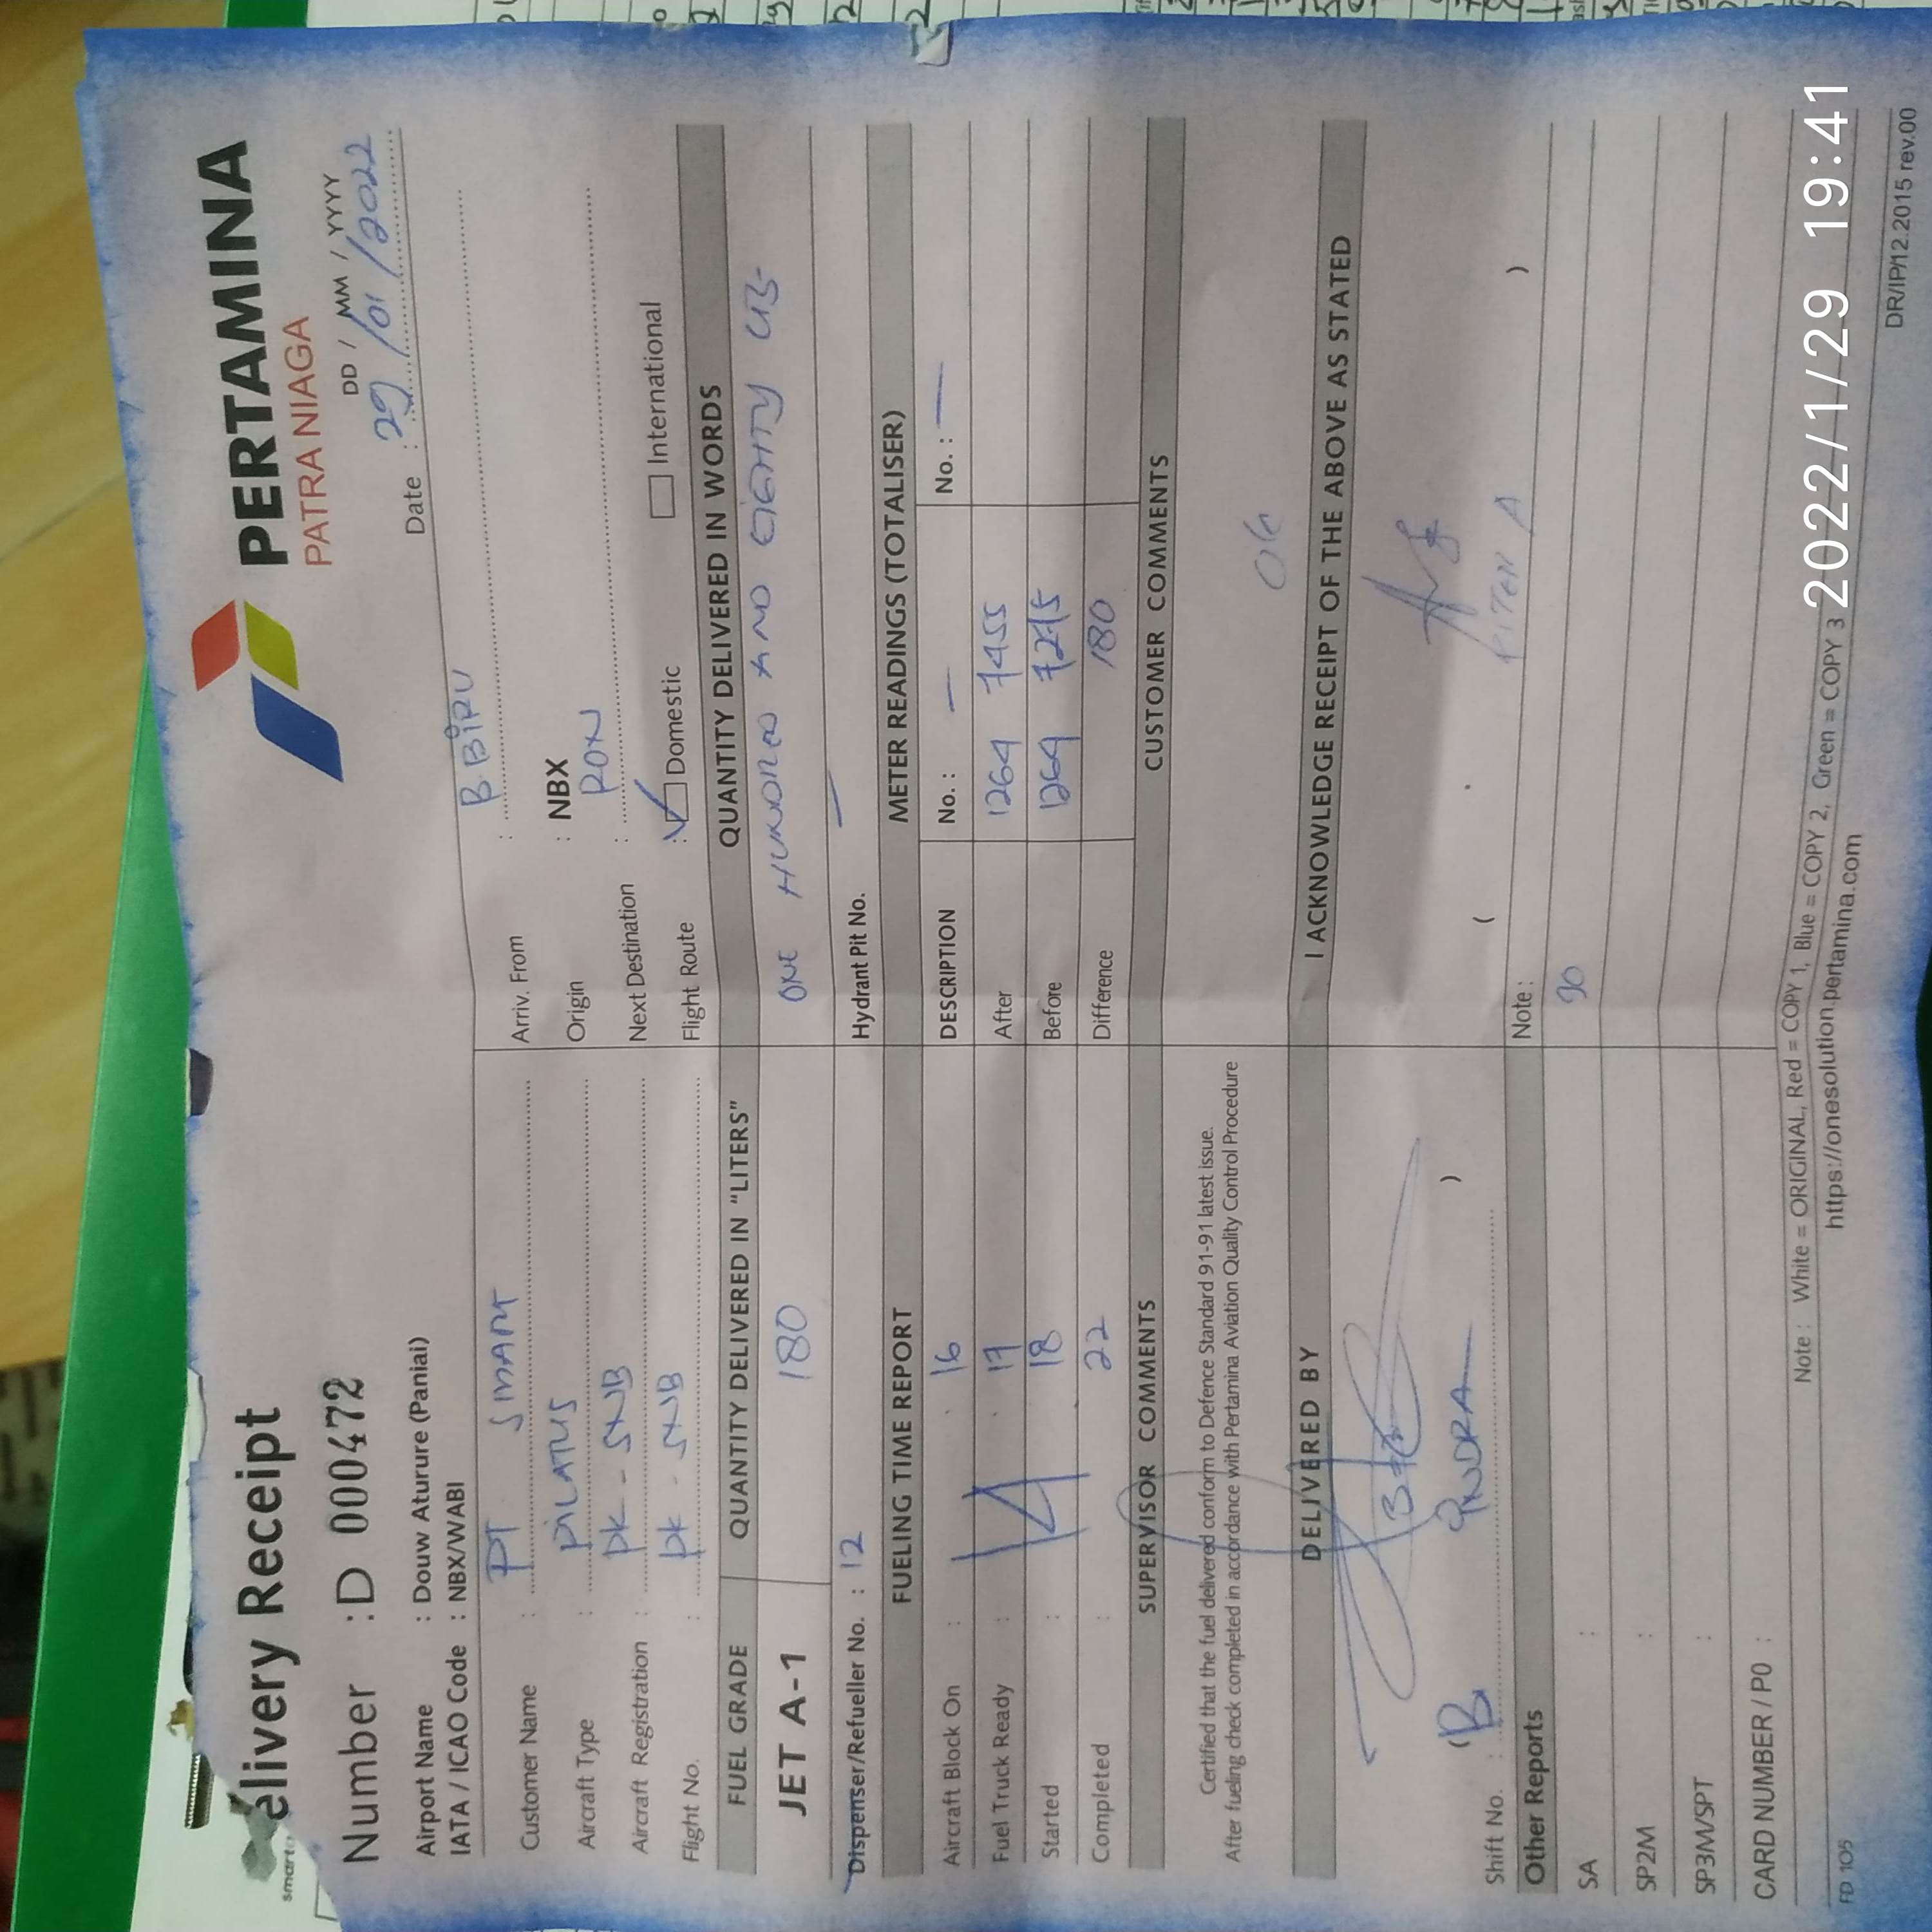 elivery Receipt
PERTAMINA
PATRA NIAGA
Number : D 000472
DD / MM / YYYY
Airport Name : Douw Aturure (Paniai)
Date : 29/01/2022
IATA / ICAO Code : NBX/WABI
Customer Name : PT SMART
Arriv. From : B. BIRU
Aircraft Type : PILATUS
Origin : NBX
Aircraft Registration : PK - SNB
Next Destination :
Flight No. : PK - SNB
Flight Route : Domestic International
FUEL GRADE QUANTITY DELIVERED IN "LITERS" QUANTITY DELIVERED IN WORDS
JET A-1 180 ONE HUNDRED AND EIGHTY
Dispenser/Refueller No. : 12 Hydrant Pit No.
FUELING TIME REPORT METER READINGS (TOTALISER)
DESCRIPTION No. : — No. : —
Aircraft Block On : 16
After 1264 7455
Fuel Truck Ready : 17
Before 1264 7275
Started : 18
Difference 180
Completed : 22
SUPERVISOR COMMENTS CUSTOMER COMMENTS
Certified that the fuel delivered conform to Defence Standard 91-91 latest issue.
After fueling check completed in accordance with Pertamina Aviation Quality Control Procedure
DELIVERED BY I ACKNOWLEDGE RECEIPT OF THE ABOVE AS STATED
Shift No. :
( )
Other Reports Note :
SA : 90
SP2M :
SP3M/SPT :
CARD NUMBER / PO :
Note : White = ORIGINAL, Red = COPY 1, Blue = COPY 2, Green = COPY 3
https://onesolution.pertamina.com
FD 105
DR/IP/12.2015 rev.00
2022/1/29 19:41